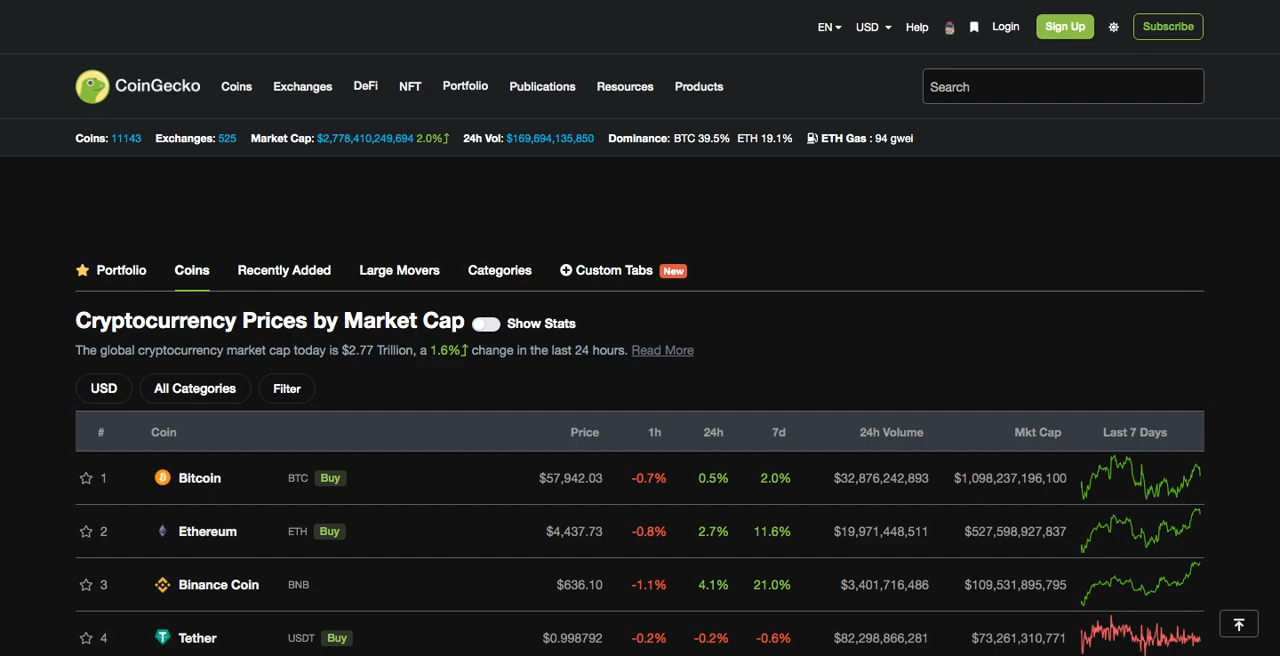 EN USD Help Login Sign Up Subscribe
CoinGecko Coins Exchanges DeFi NFT Portfolio Publications Resources Products Search
Coins: 11143 Exchanges: 525 Market Cap: $2,778,410,249,694 2.0% 24h Vol: $169,694,135,850 Dominance: BTC 39.5% ETH 19.1% ETH Gas : 94 gwei
Portfolio Coins Recently Added Large Movers Categories Custom Tabs New
Cryptocurrency Prices by Market Cap Show Stats
The global cryptocurrency market cap today is $2.77 Trillion, a 1.6% change in the last 24 hours. Read More
USD All Categories Filter
# Coin Price 1h 24h 7d 24h Volume Mkt Cap Last 7 Days
1 Bitcoin BTC Buy $57,942.03 -0.7% 0.5% 2.0% $32,876,242,893 $1,098,237,196,100
2 Ethereum ETH Buy $4,437.73 -0.8% 2.7% 11.6% $19,971,448,511 $527,598,927,837
3 Binance Coin BNB $636.10 -1.1% 4.1% 21.0% $3,401,716,486 $109,531,895,795
4 Tether USDT Buy $0.998792 -0.2% -0.2% -0.6% $82,298,866,281 $73,261,310,771